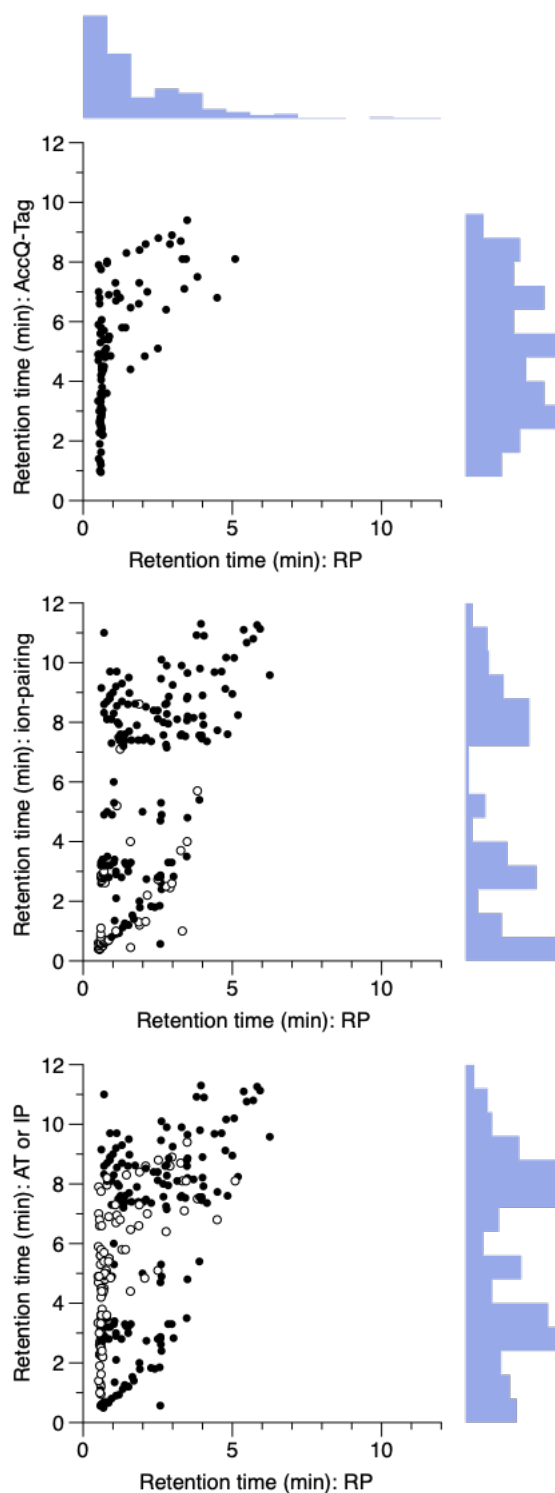 12
10
8
6
4
2
0
Retention time (min): AccQ-Tag
0 5 10
Retention time (min): RP
12
10
8
6
4
2
0
Retention time (min): ion-pairing
0 5 10
Retention time (min): RP
12
10
8
6
4
2
0
Retention time (min): AT or IP
0 5 10
Retention time (min): RP